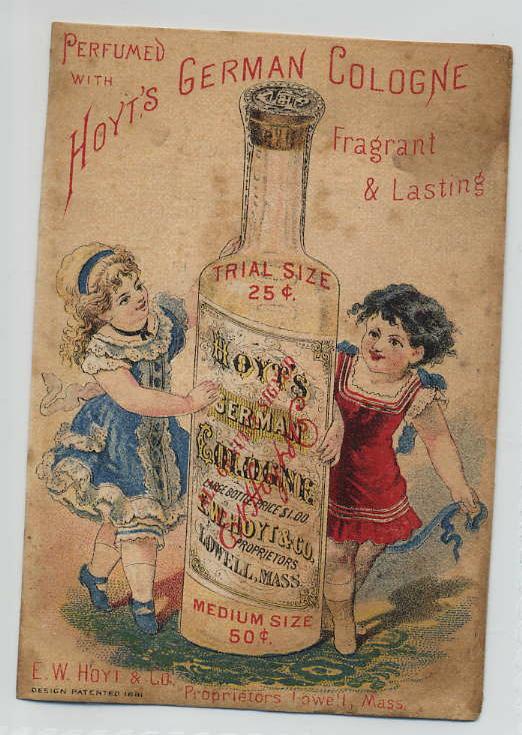 PERFUMED
WITH
HOYT'S GERMAN COLOGNE
Fragrant
& Lasting
TRIAL SIZE
25 ¢.
HOYT'S
GERMAN
COLOGNE
LARGE BOTTLE PRICE $1.00
E.W. HOYT & CO.
PROPRIETORS
LOWELL, MASS.
MEDIUM SIZE
50 ¢.
E. W. HOYT & CO.
DESIGN PATENTED 1881
Proprietors Lowell, Mass.